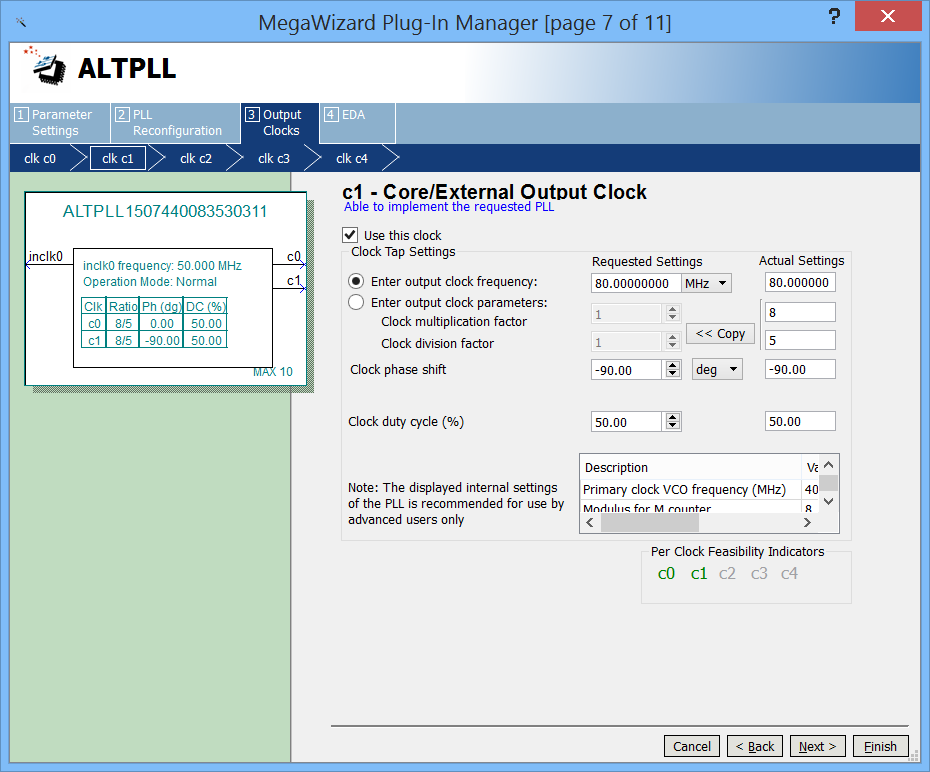 MegaWizard Plug-In Manager [page 7 of 11]
?
ALTPLL
1 Parameter Settings
2 PLL Reconfiguration
3 Output Clocks
4 EDA
clk c0
clk c1
clk c2
clk c3
clk c4
ALTPLL1507440083530311
inclk0
c0
c1
inclk0 frequency: 50.000 MHz
Operation Mode: Normal
Clk Ratio Ph (dg) DC (%)
c0 8/5 0.00 50.00
c1 8/5 -90.00 50.00
MAX 10
c1 - Core/External Output Clock
Able to implement the requested PLL
Use this clock
Clock Tap Settings
Requested Settings
Actual Settings
Enter output clock frequency:
80.00000000
MHz
80.000000
Enter output clock parameters:
Clock multiplication factor
1
8
<< Copy
Clock division factor
1
5
Clock phase shift
-90.00
deg
-90.00
Clock duty cycle (%)
50.00
50.00
Note: The displayed internal settings
of the PLL is recommended for use by
advanced users only
Description
Primary clock VCO frequency (MHz) 40
Modulus for M counter 8
Per Clock Feasibility Indicators
c0 c1 c2 c3 c4
Cancel
< Back
Next >
Finish